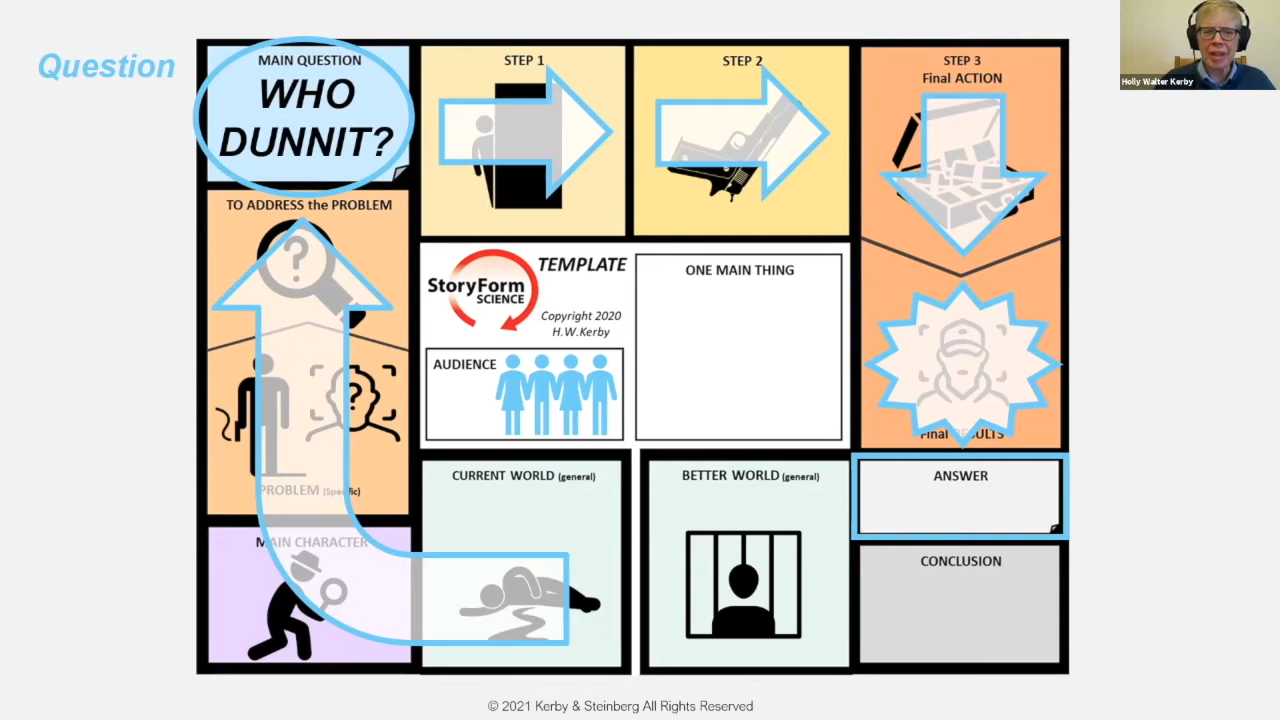 Question
MAIN QUESTION
WHO
DUNNIT?
STEP 1
STEP 2
STEP 3
Final ACTION
Holly Walter Kerby
TO ADDRESS the PROBLEM
?
?
PROBLEM (Specific)
MAIN CHARACTER
StoryForm
SCIENCE
TEMPLATE
Copyright 2020
H.W.Kerby
AUDIENCE
ONE MAIN THING
Final RESULTS
CURRENT WORLD (general)
BETTER WORLD (general)
ANSWER
CONCLUSION
© 2021 Kerby & Steinberg All Rights Reserved